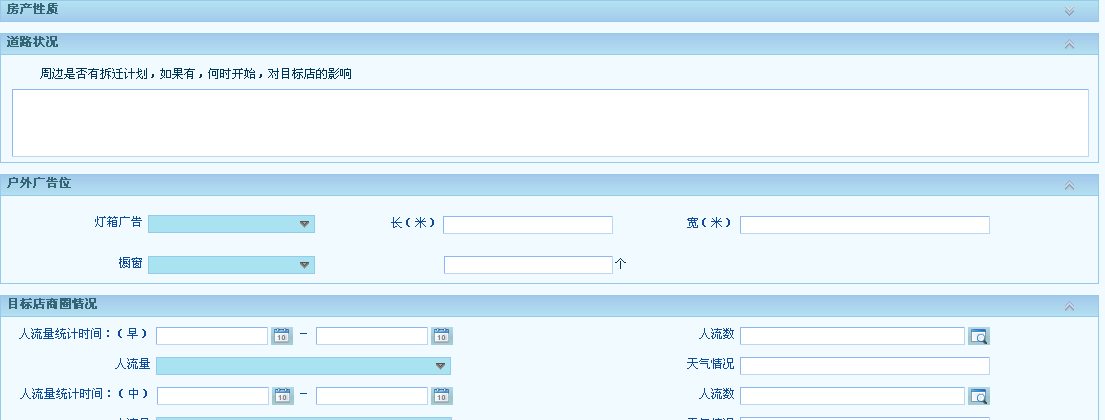 房产性质
道路状况
周边是否有拆迁计划，如果有，何时开始，对目标店的影响
户外广告位
灯箱广告 长（米） 宽（米）
橱窗 个
目标店商圈情况
人流量统计时间：（早） 10 － 10 人流数
人流量 天气情况
人流量统计时间：（中） 10 － 10 人流数